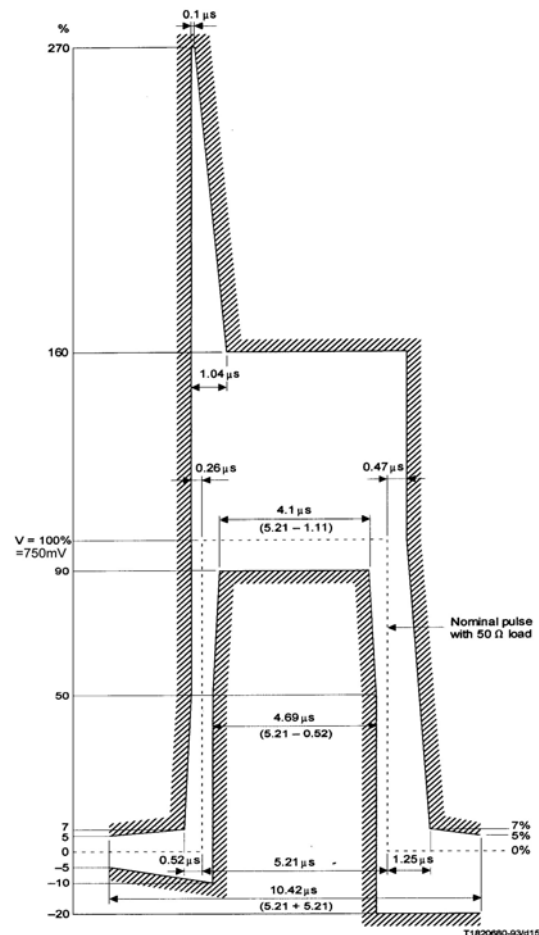 0.1 µs
%
270
160
1.04 µs
0.26 µs
0.47 µs
4.1 µs
(5.21 – 1.11)
V = 100%
=750mV
90
Nominal pulse
with 50 Ω load
50
4.69 µs
(5.21 – 0.52)
7
7%
5
5%
0
0%
0.52 µs
5.21 µs
1.25 µs
–5
–10
10.42 µs
(5.21 + 5.21)
–20
T1820680-93/d15